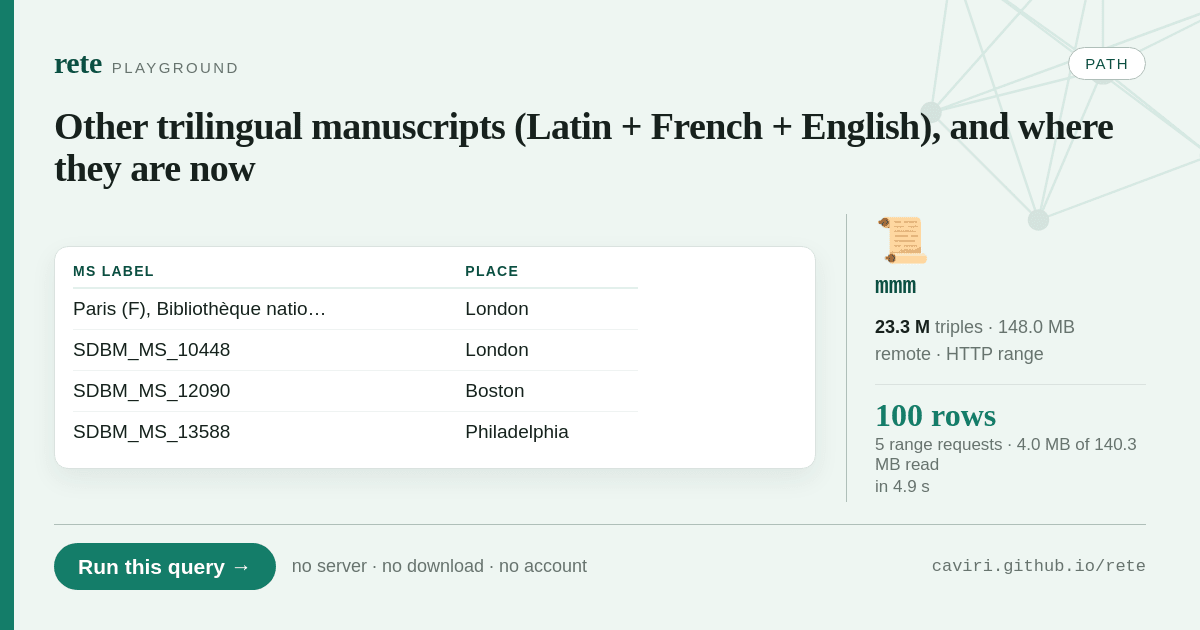 rete PLAYGROUND
PATH
Other trilingual manuscripts (Latin + French + English), and where
they are now
MS LABEL PLACE
Paris (F), Bibliothèque natio… London
SDBM_MS_10448 London
SDBM_MS_12090 Boston
SDBM_MS_13588 Philadelphia
mmm
23.3 M triples · 148.0 MB
remote · HTTP range
100 rows
5 range requests · 4.0 MB of 140.3
MB read
in 4.9 s
Run this query →
no server · no download · no account
caviri.github.io/rete